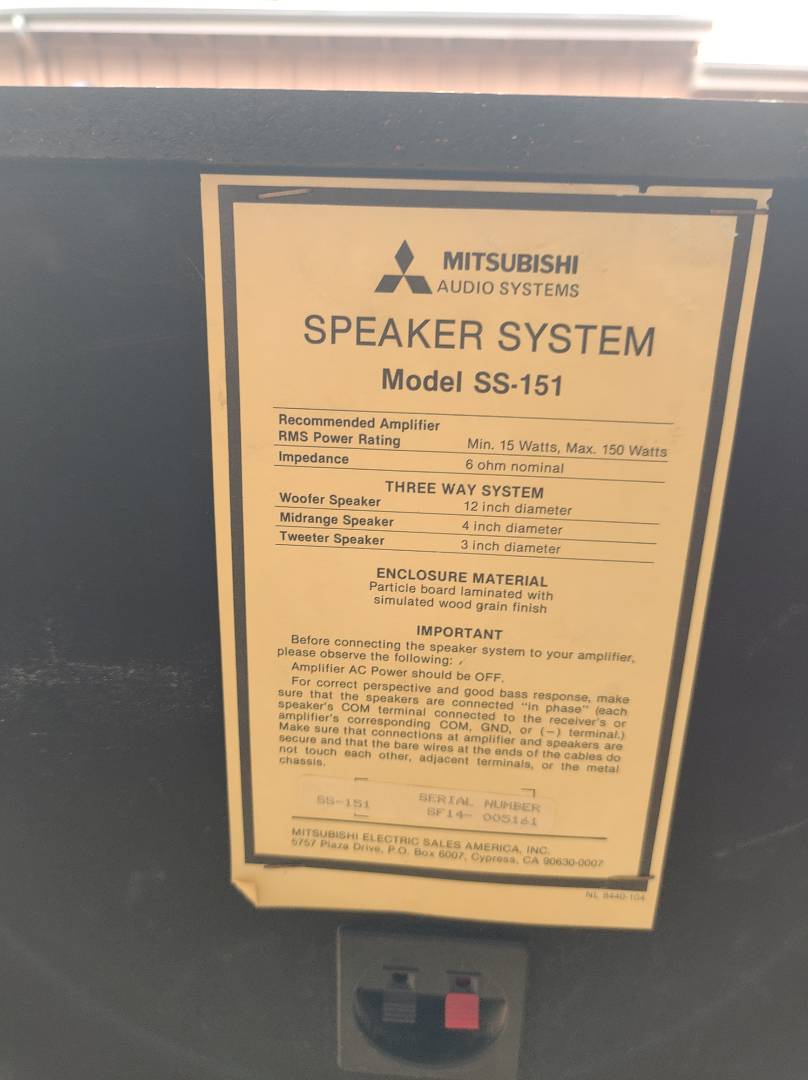 MITSUBISHI
AUDIO SYSTEMS
SPEAKER SYSTEM
Model SS-151
Recommended Amplifier
RMS Power Rating Min. 15 Watts, Max. 150 Watts
Impedance 6 ohm nominal
THREE WAY SYSTEM
Woofer Speaker 12 inch diameter
Midrange Speaker 4 inch diameter
Tweeter Speaker 3 inch diameter
ENCLOSURE MATERIAL
Particle board laminated with
simulated wood grain finish
IMPORTANT
Before connecting the speaker system to your amplifier,
please observe the following:
Amplifier AC Power should be OFF.
For correct perspective and good bass response, make
sure that the speakers are connected "in phase" (each
speaker's COM terminal connected to the receiver's or
amplifier's corresponding COM, GND, or (−) terminal.)
Make sure that connections at amplifier and speakers are
secure and that the bare wires at the ends of the cables do
not touch each other, adjacent terminals, or the metal
chassis.
SS-151 SERIAL NUMBER
SF14- 005161
MITSUBISHI ELECTRIC SALES AMERICA, INC.
5757 Plaza Drive, P.O. Box 6007, Cypress, CA 90630-0007
NL 8440-104